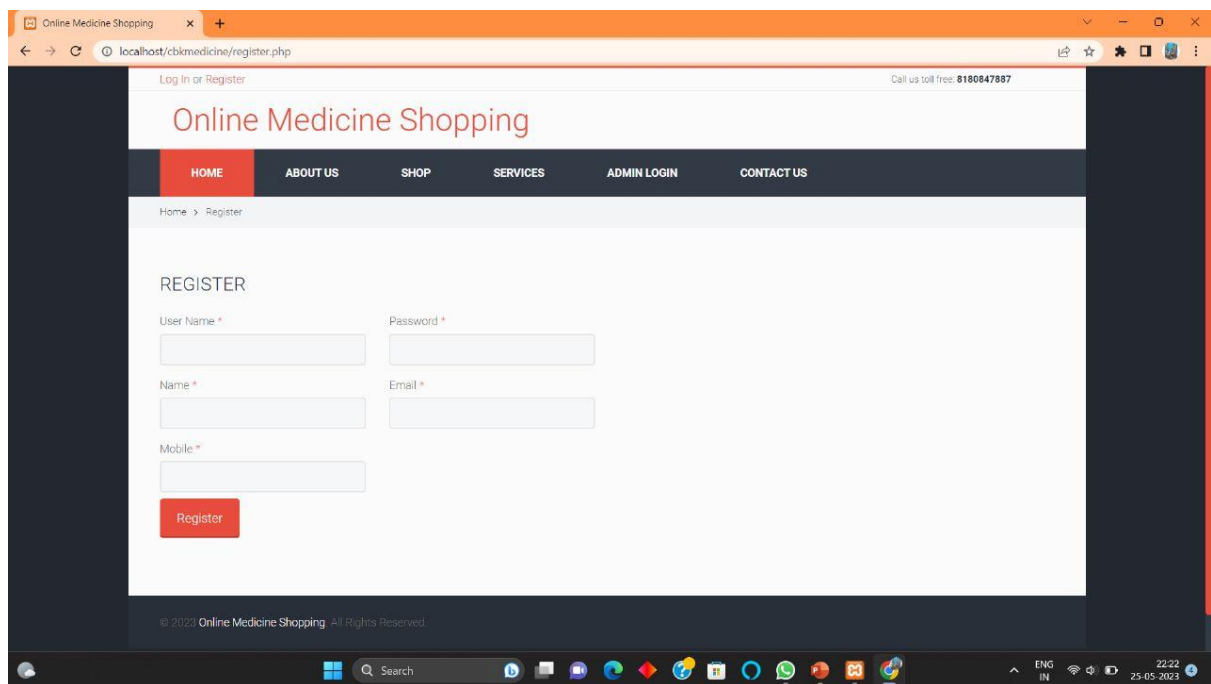 Online Medicine Shopping
localhost/cbkmedicine/register.php
Log In or Register
Call us toll free: 8180847887
Online Medicine Shopping
HOME ABOUT US SHOP SERVICES ADMIN LOGIN CONTACT US
Home > Register
REGISTER
User Name * Password *
Name * Email *
Mobile *
Register
© 2023 Online Medicine Shopping. All Rights Reserved.
Search
ENG
IN
22:22
25-05-2023
4